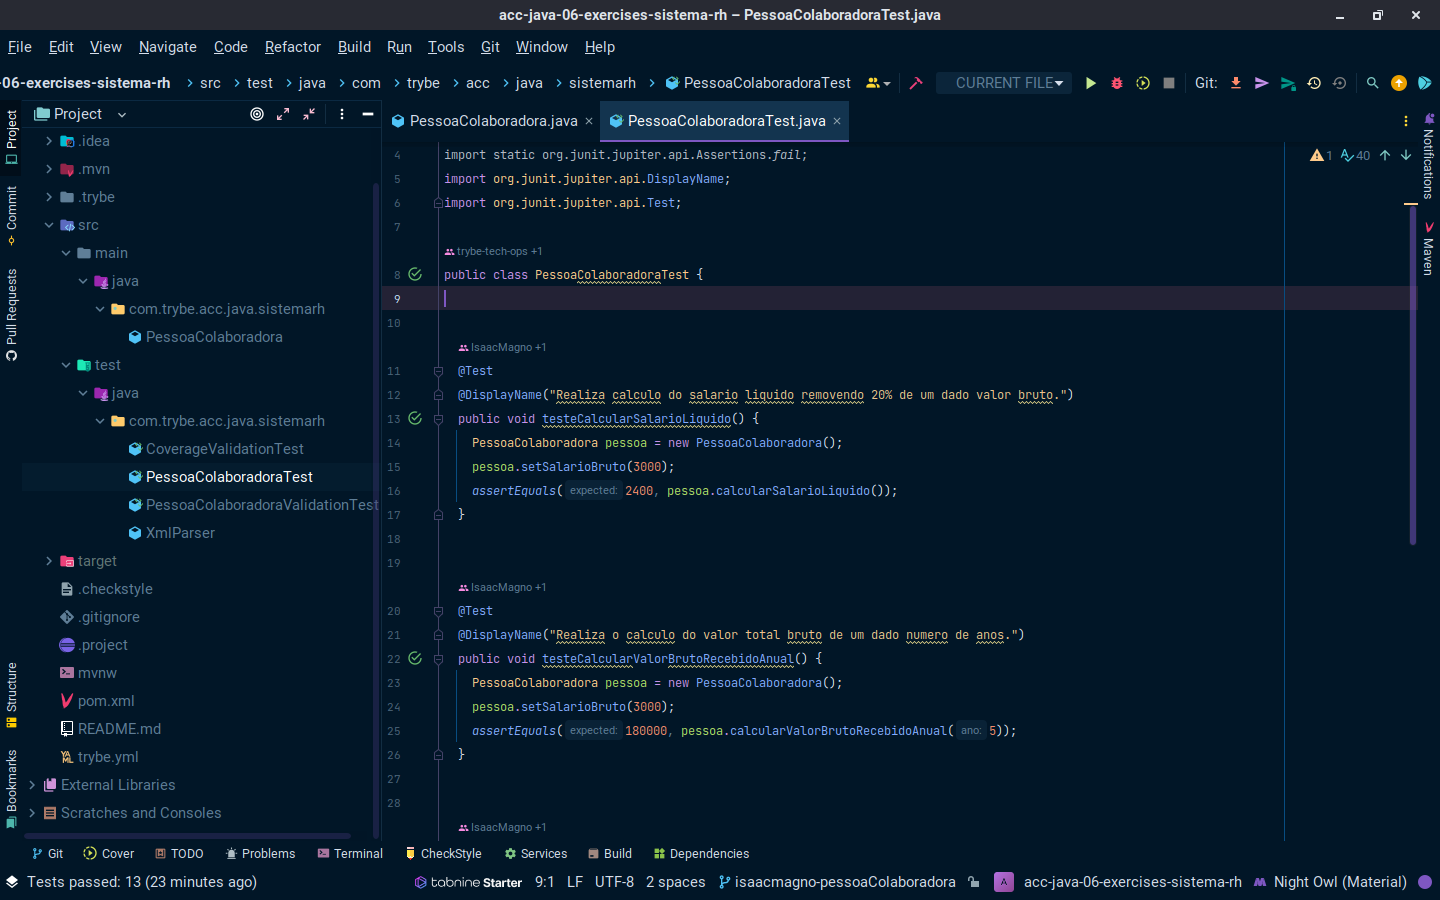 acc-java-06-exercises-sistema-rh – PessoaColaboradoraTest.java
File Edit View Navigate Code Refactor Build Run Tools Git Window Help
-06-exercises-sistema-rh src test java com trybe acc java sistemarh PessoaColaboradoraTest CURRENT FILE Git:
Project
PessoaColaboradora.java PessoaColaboradoraTest.java
Project
Commit
Pull Requests
Structure
Bookmarks
.idea
.mvn
.trybe
src
main
java
com.trybe.acc.java.sistemarh
PessoaColaboradora
test
java
com.trybe.acc.java.sistemarh
CoverageValidationTest
PessoaColaboradoraTest
PessoaColaboradoraValidationTest
XmlParser
target
.checkstyle
.gitignore
.project
mvnw
pom.xml
README.md
trybe.yml
External Libraries
Scratches and Consoles
1 40
4 import static org.junit.jupiter.api.Assertions.fail;
5 import org.junit.jupiter.api.DisplayName;
6 import org.junit.jupiter.api.Test;
7
trybe-tech-ops +1
8 public class PessoaColaboradoraTest {
9
10
IsaacMagno +1
11 @Test
12 @DisplayName("Realiza calculo do salario liquido removendo 20% de um dado valor bruto.")
13 public void testeCalcularSalarioLiquido() {
14 PessoaColaboradora pessoa = new PessoaColaboradora();
15 pessoa.setSalarioBruto(3000);
16 assertEquals( expected: 2400, pessoa.calcularSalarioLiquido());
17 }
18
19
IsaacMagno +1
20 @Test
21 @DisplayName("Realiza o calculo do valor total bruto de um dado numero de anos.")
22 public void testeCalcularValorBrutoRecebidoAnual() {
23 PessoaColaboradora pessoa = new PessoaColaboradora();
24 pessoa.setSalarioBruto(3000);
25 assertEquals( expected: 180000, pessoa.calcularValorBrutoRecebidoAnual( ano: 5));
26 }
27
28
IsaacMagno +1
Notifications
Maven
Git Cover TODO Problems Terminal CheckStyle Services Build Dependencies
Tests passed: 13 (23 minutes ago) tabnine Starter 9:1 LF UTF-8 2 spaces isaacmagno-pessoaColaboradora A acc-java-06-exercises-sistema-rh Night Owl (Material)